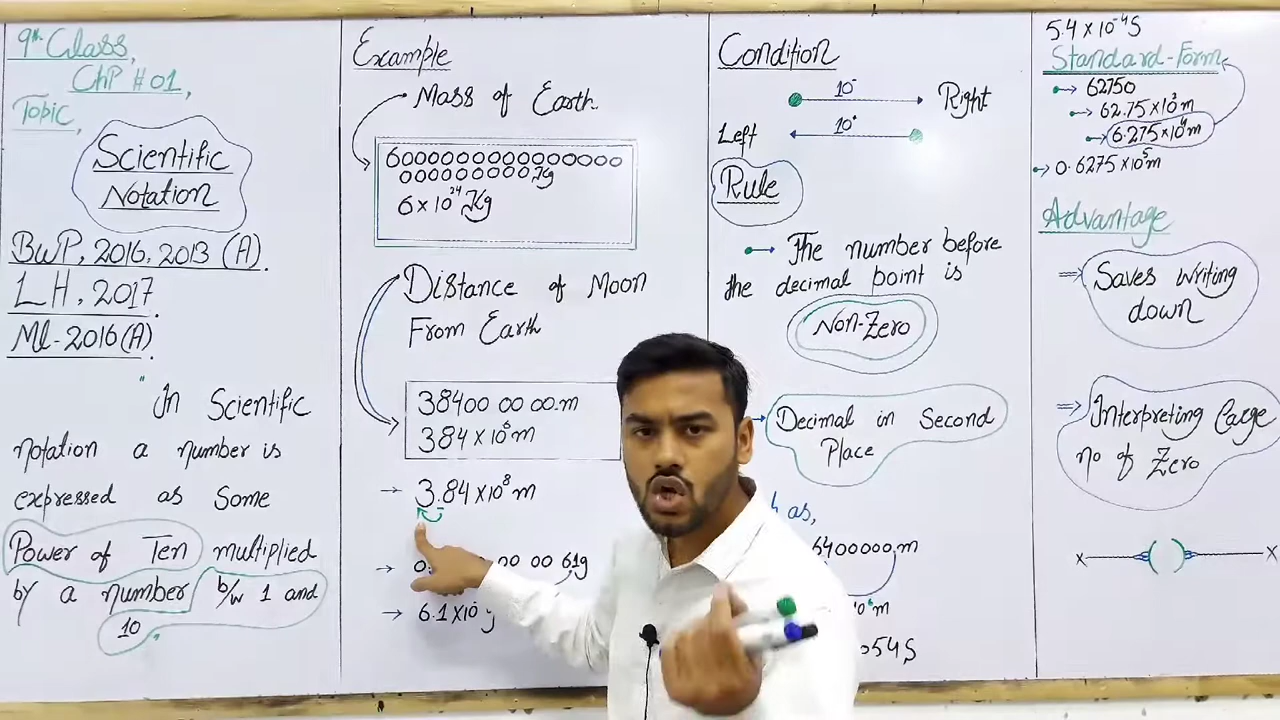 9th Class,
Chp # 01,
Topic,
Scientific
Notation
BWP, 2016, 2013 (A).
LH, 2017
Ml-2016(A).
"In Scientific
notation a number is
expressed as Some
Power of Ten multiplied
by a number b/w 1 and
10"
Example
Mass of Earth
6000000000000000
000000000 Kg
6 x 10²⁴ Kg
Distance of Moon
From Earth
38400 00 00.m
384 x 10⁶ m
→ 3.84 x 10⁸ m
00 00 61g
→ 6.1 x 10
Condition
10⁻ Right
Left 10⁺
Rule
The number before
the decimal point is
Non-Zero
Decimal in Second
Place
as,
6400000,m
m
054 S
5.4 x 10⁻⁴ S
Standard-Form
62750
62.75 x 10³ m
6.275 x 10⁴ m
0.6275 x 10⁵ m
Advantage
⇒ Saves writing
down
⇒ Interpreting Large
no of Zero
x ( ) x